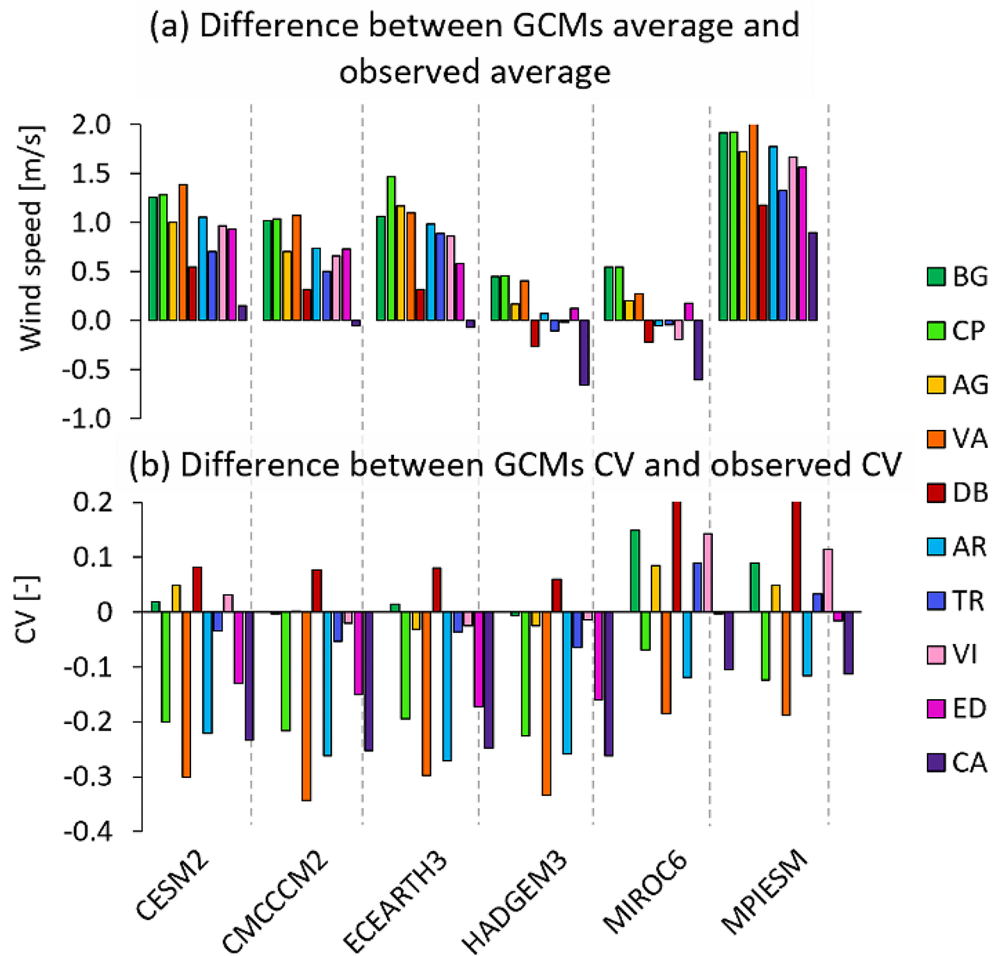 (a) Difference between GCMs average and
observed average
Wind speed [m/s]
2.0
1.5
1.0
0.5
0.0
-0.5
-1.0
(b) Difference between GCMs CV and observed CV
CV [-]
0.2
0.1
0
-0.1
-0.2
-0.3
-0.4
CESM2
CMCCCM2
ECEARTH3
HADGEM3
MIROC6
MPIESM
BG
CP
AG
VA
DB
AR
TR
VI
ED
CA